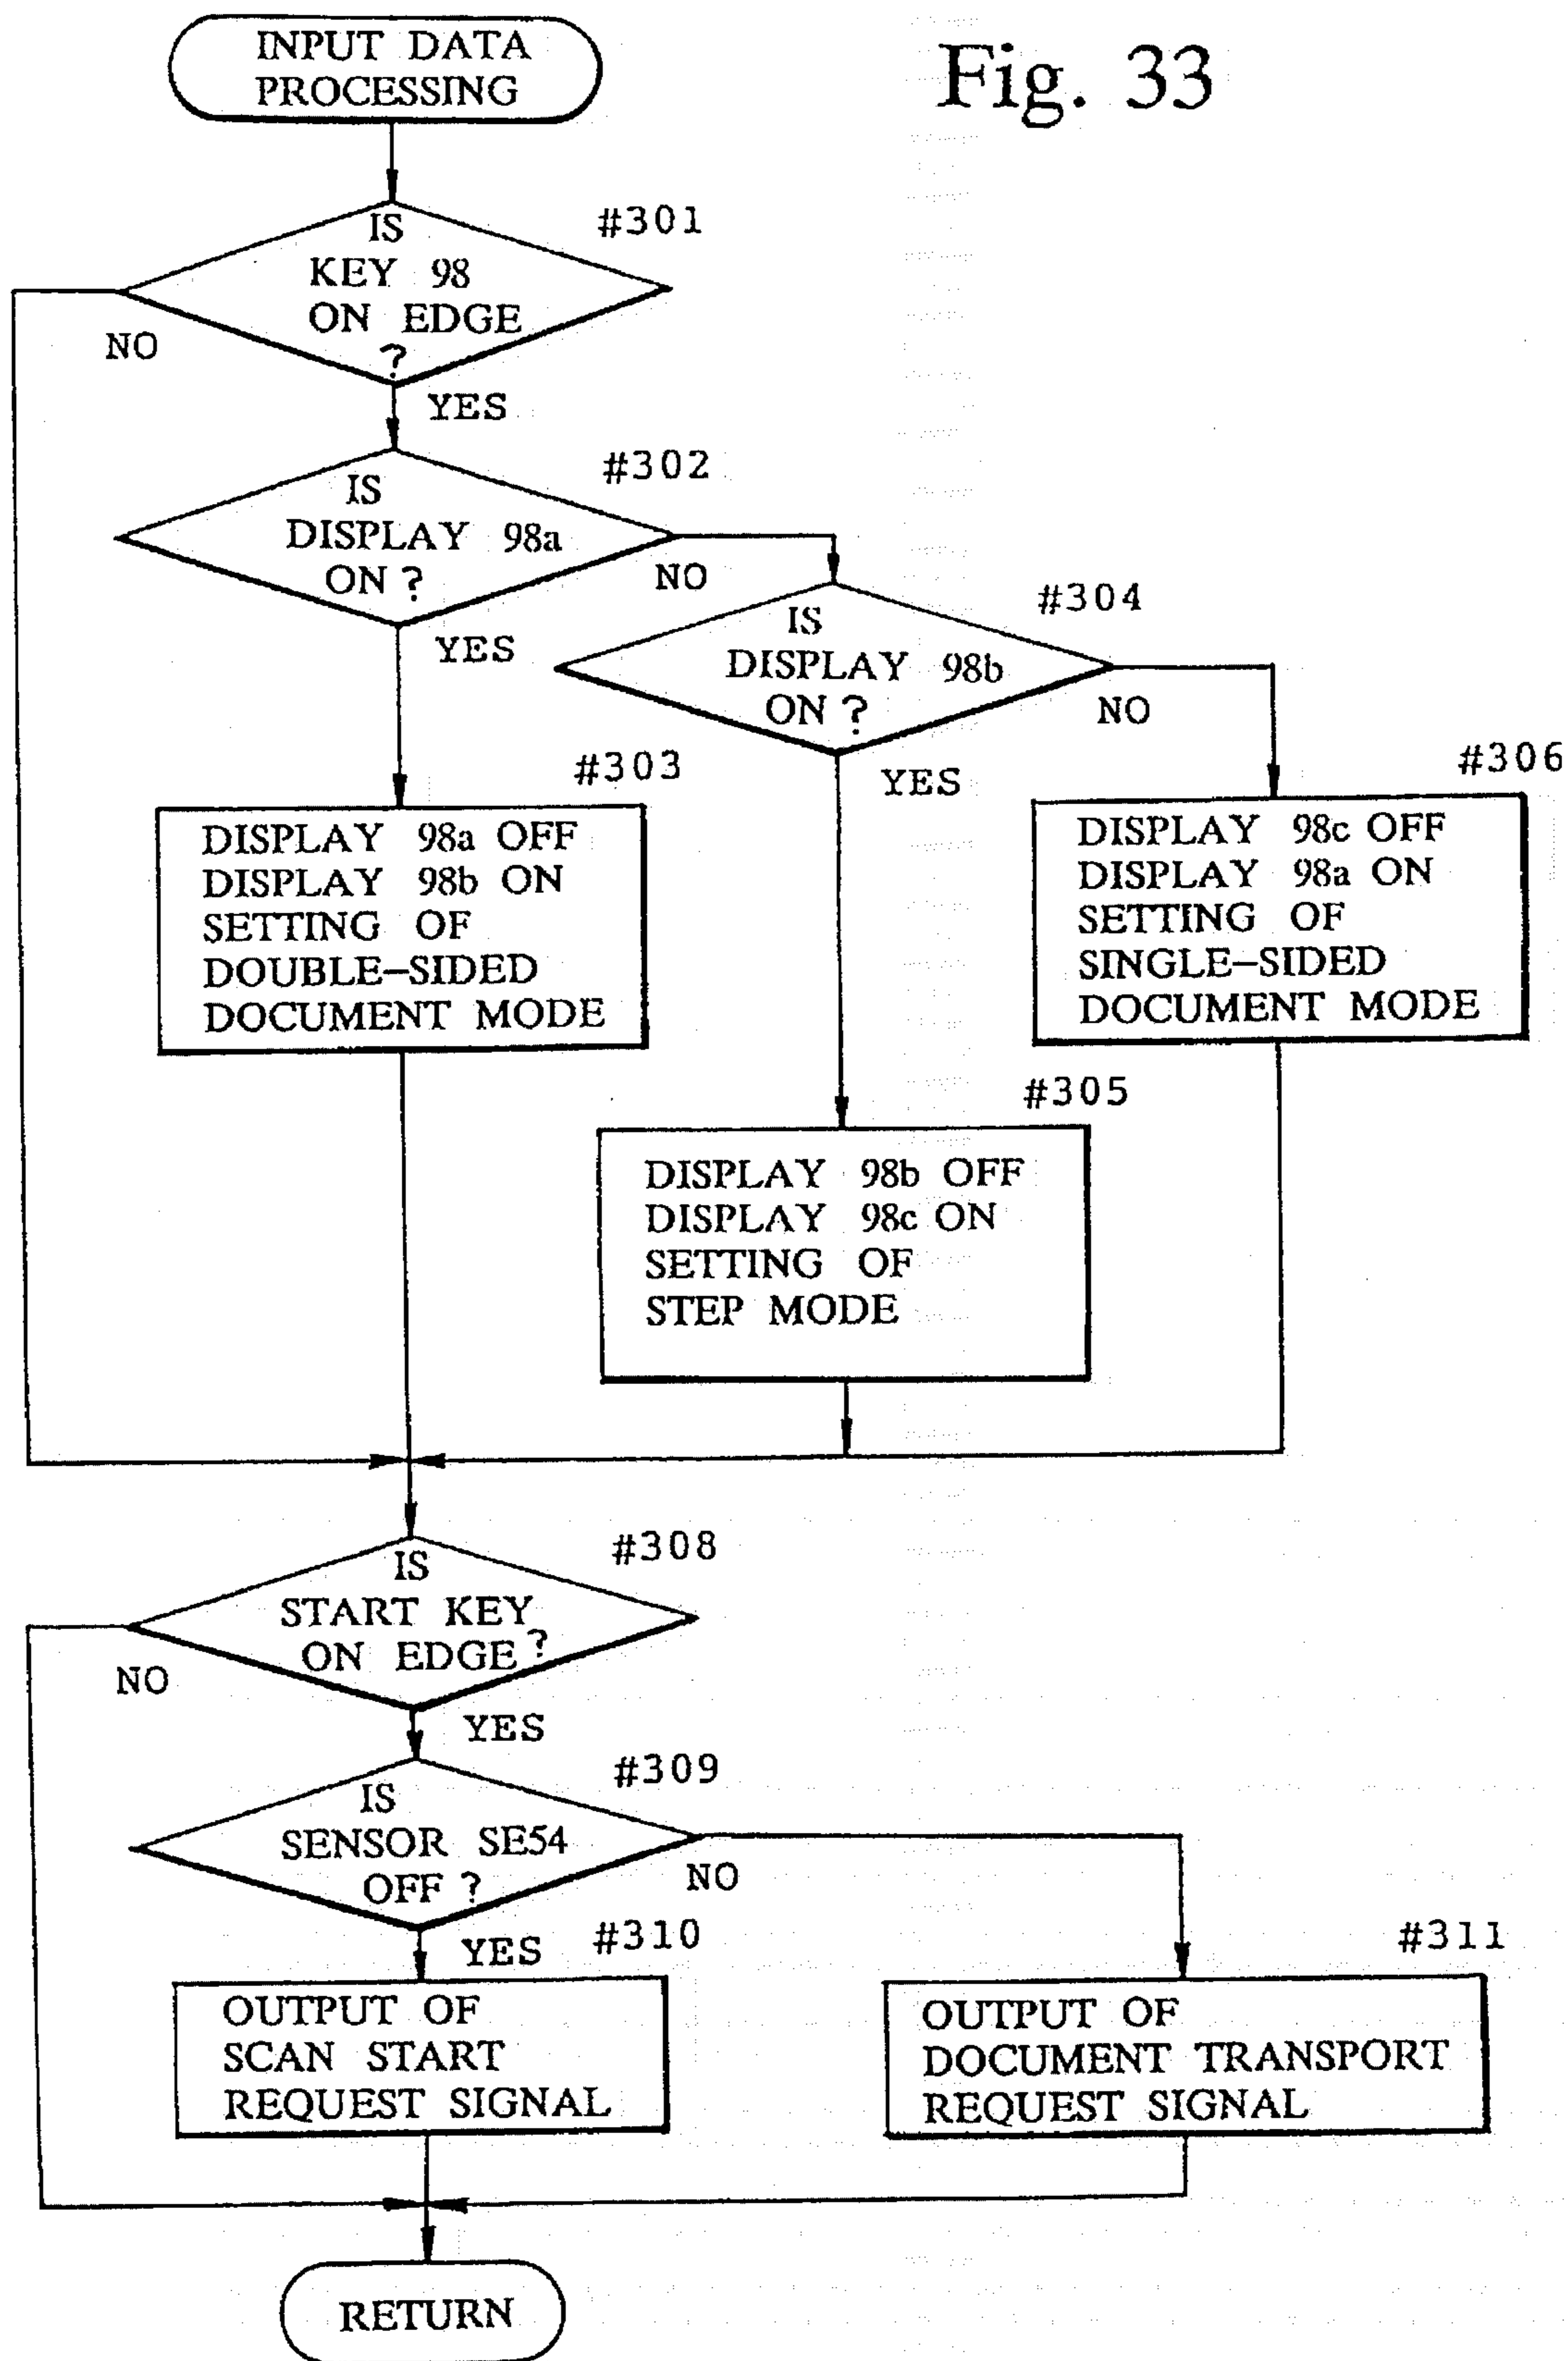 INPUT DATA
PROCESSING
Fig. 33
#301
IS
KEY 98
ON EDGE
?
NO
YES
#302
IS
DISPLAY 98a
ON ?
NO
YES
#304
IS
DISPLAY 98b
ON ?
NO
YES
#303
DISPLAY 98a OFF
DISPLAY 98b ON
SETTING OF
DOUBLE-SIDED
DOCUMENT MODE
#306
DISPLAY 98c OFF
DISPLAY 98a ON
SETTING OF
SINGLE-SIDED
DOCUMENT MODE
#305
DISPLAY 98b OFF
DISPLAY 98c ON
SETTING OF
STEP MODE
#308
IS
START KEY
ON EDGE ?
NO
YES
#309
IS
SENSOR SE54
OFF ?
NO
YES
#310
OUTPUT OF
SCAN START
REQUEST SIGNAL
#311
OUTPUT OF
DOCUMENT TRANSPORT
REQUEST SIGNAL
RETURN